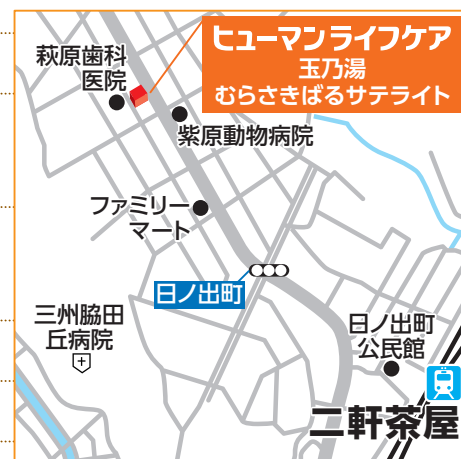 ヒューマンライフケア
玉乃湯
むらさきばるサテライト
萩原歯科
医院
紫原動物病院
ファミリー
マート
日ノ出町
三州脇田
丘病院
日ノ出町
公民館
二軒茶屋